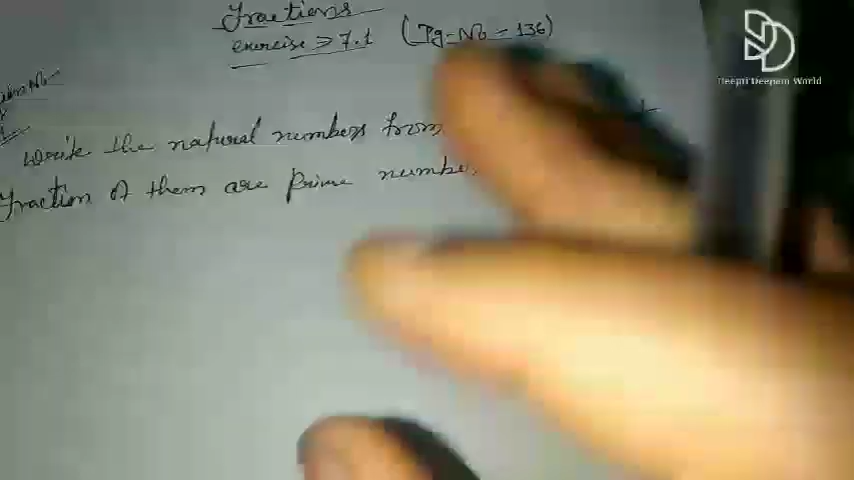 Fractions
exercise ⇒ 7.1 (Pg-No = 136)
Deepti Deepam World
Write the natural numbers from
fraction of them are prime number